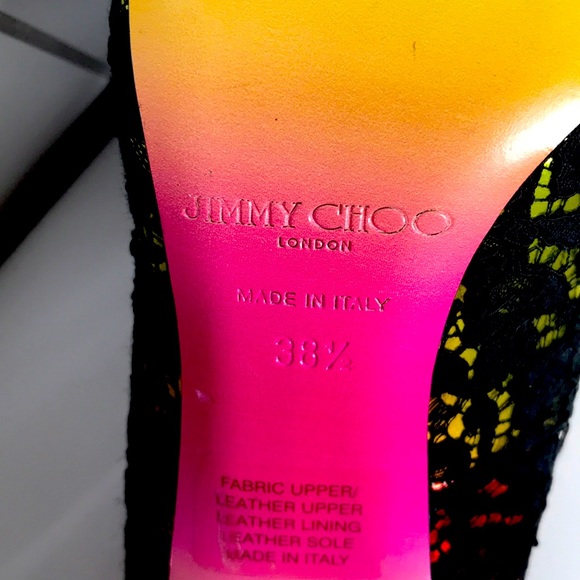 JIMMY CHOO
LONDON
MADE IN ITALY
38½
FABRIC UPPER/
LEATHER UPPER
LEATHER LINING
LEATHER SOLE
MADE IN ITALY